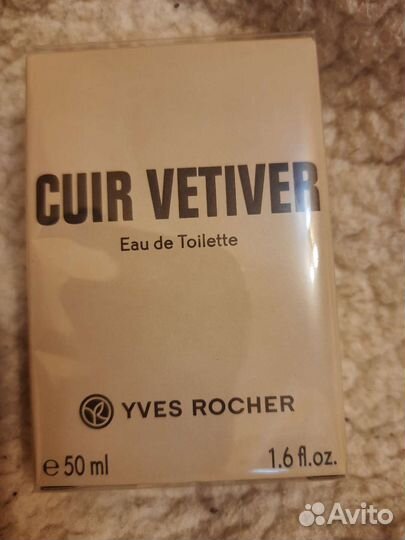 CUIR VETIVER
Eau de Toilette
YVES ROCHER
℮ 50 ml 1.6 fl.oz.
Avito